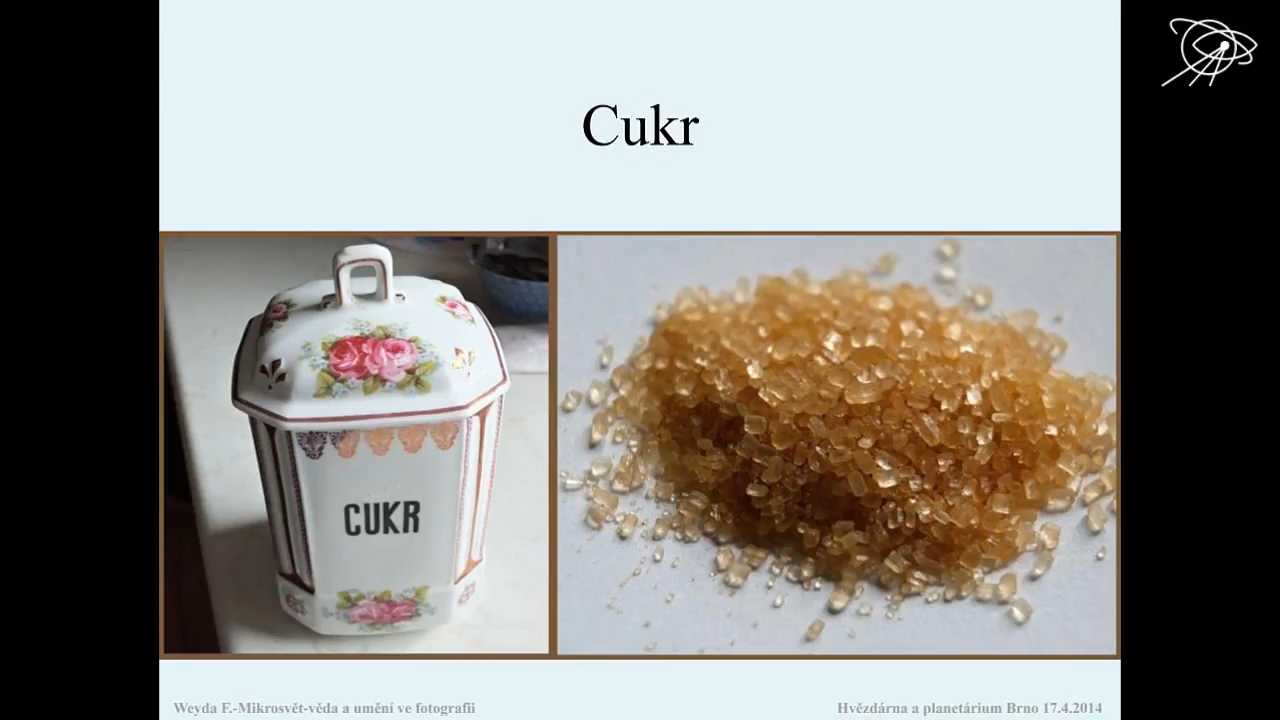 Cukr
CUKR
Weyda F.-Mikrosvět-věda a umění ve fotografii
Hvězdárna a planetárium Brno 17.4.2014